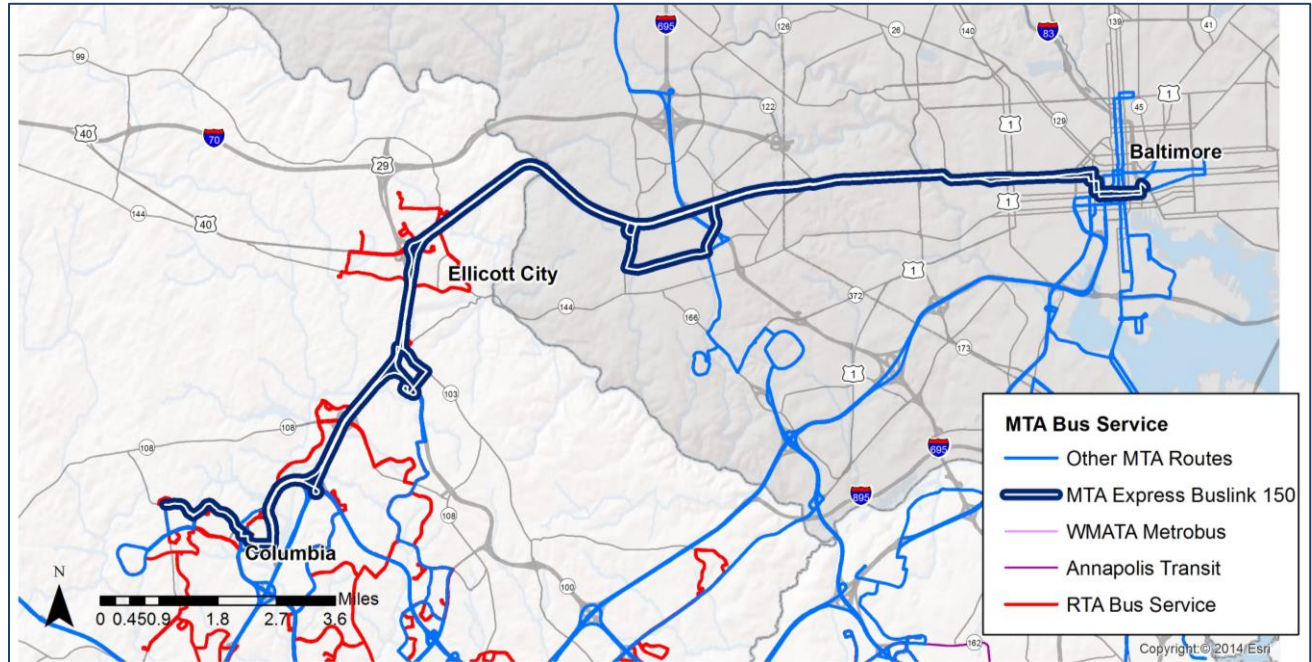 695
126
26
140
83
139
41
1
99
122
1
45
129
40
70
29
Baltimore
144
40
1
Ellicott City
144
1
372
166
173
1
103
108
108
695
895
Columbia
108
100
162
N
Miles
0 0.450.9 1.8 2.7 3.6
MTA Bus Service
Other MTA Routes
MTA Express Buslink 150
WMATA Metrobus
Annapolis Transit
RTA Bus Service
Copyright:© 2014 Esri